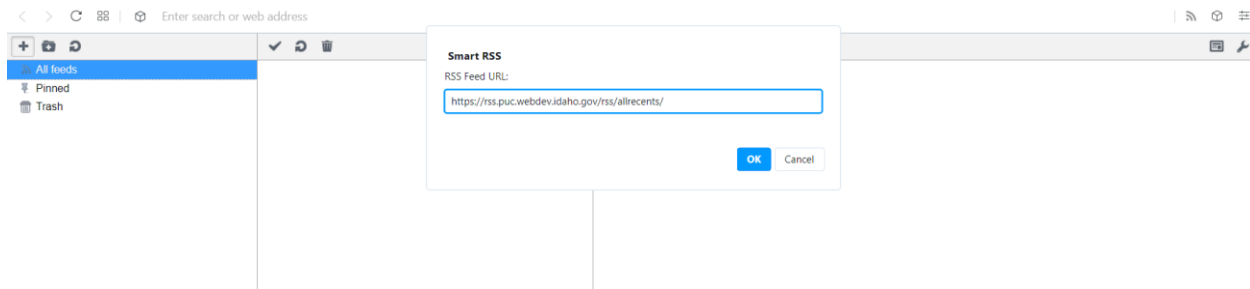 Enter search or web address
All feeds
Pinned
Trash
Smart RSS
RSS Feed URL:
https://rss.puc.webdev.idaho.gov/rss/allrecents/
OK Cancel